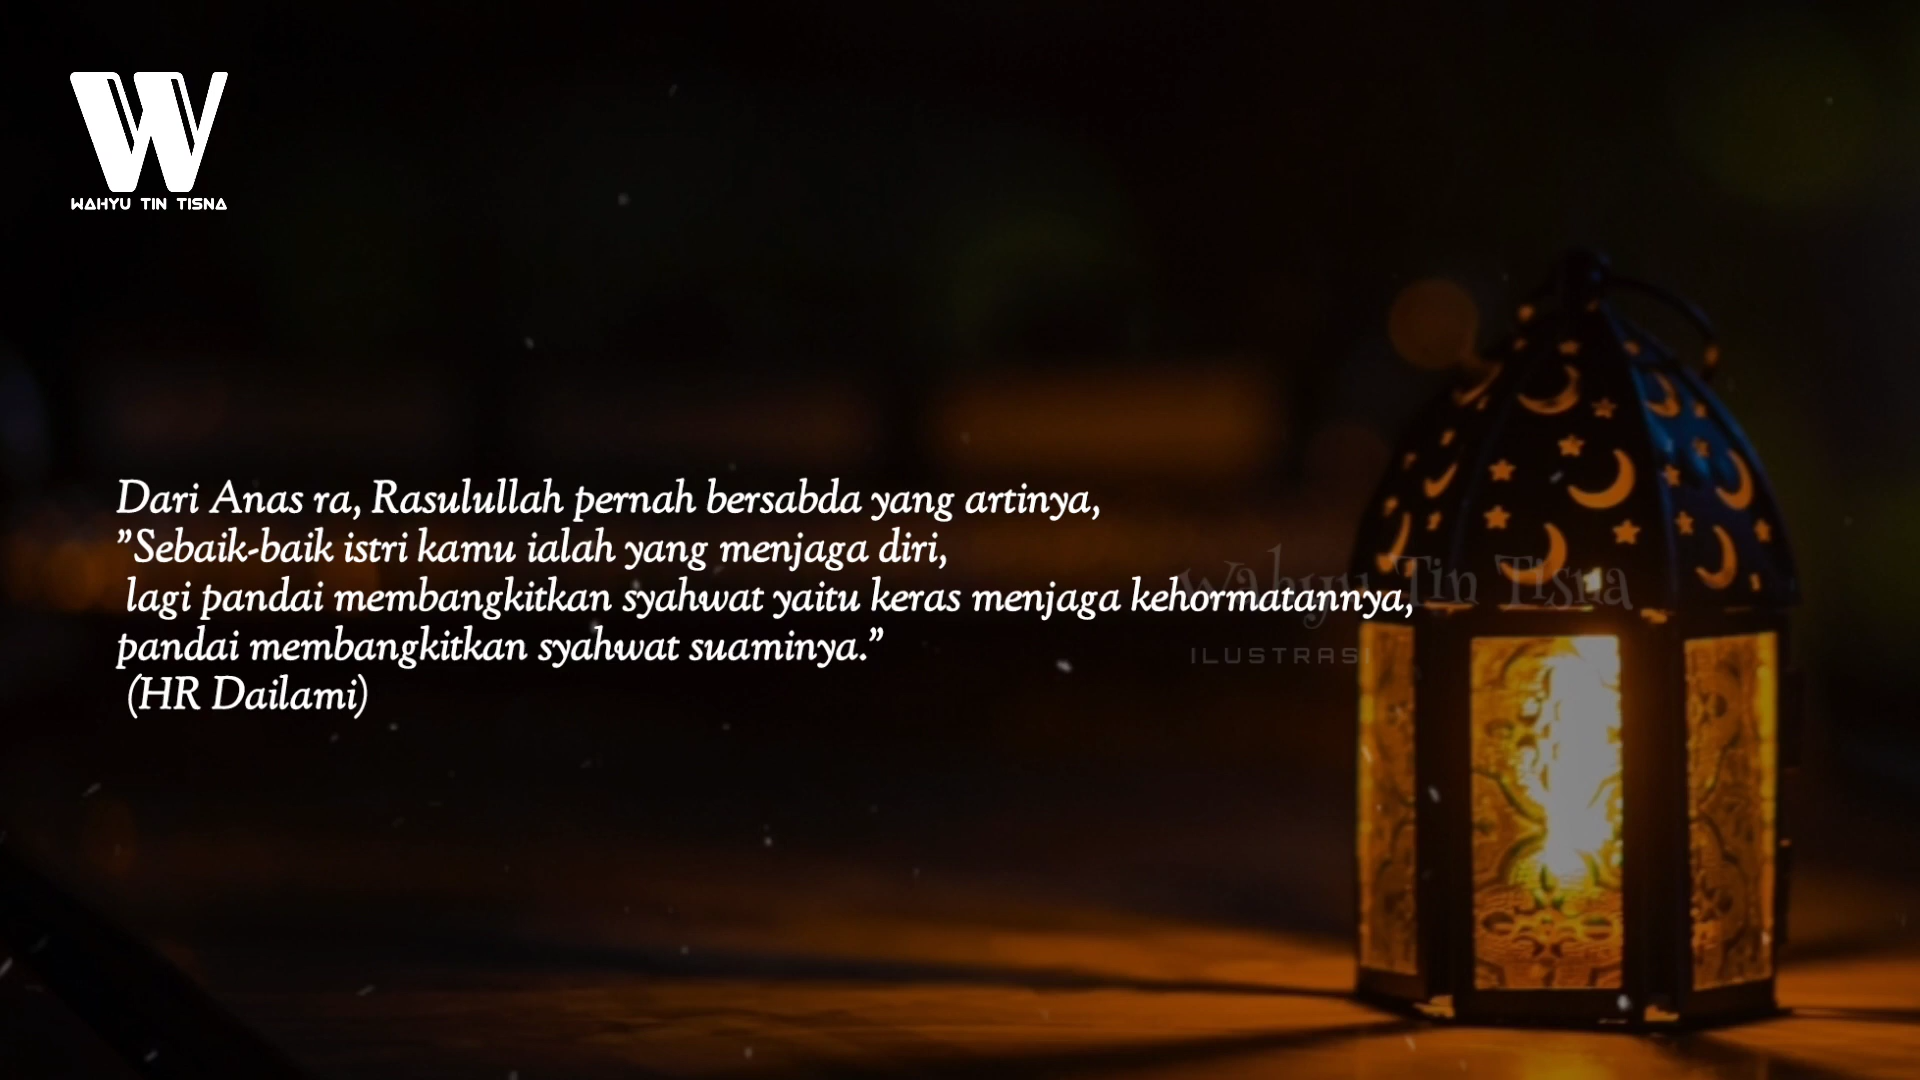 W
WAHYU TIN TISNA
Dari Anas ra, Rasulullah pernah bersabda yang artinya,
”Sebaik-baik istri kamu ialah yang menjaga diri,
lagi pandai membangkitkan syahwat yaitu keras menjaga kehormatannya,
pandai membangkitkan syahwat suaminya.”
(HR Dailami)
Wahyu Tin Tisna
ILUSTRASI